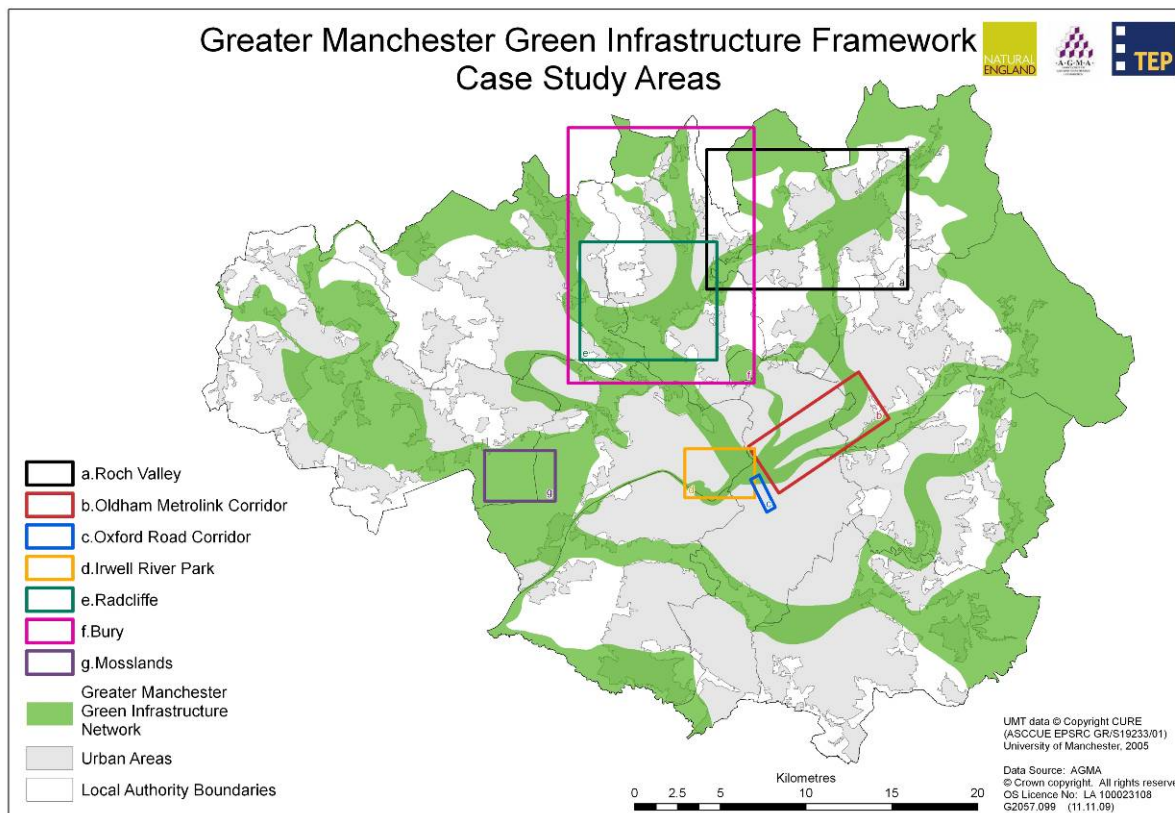 Greater Manchester Green Infrastructure Framework
Case Study Areas
NATURAL
ENGLAND
A·G·M·A
TEP
a
e
f
b
g
d
c
a.Roch Valley
b.Oldham Metrolink Corridor
c.Oxford Road Corridor
d.Irwell River Park
e.Radcliffe
f.Bury
g.Mosslands
Greater Manchester
Green Infrastructure
Network
Urban Areas
Local Authority Boundaries
Kilometres
0 5 10 15 20
UMT data © Copyright CURE
(ASCCUE EPSRC GR/S19233/01)
University of Manchester, 2005
Data Source: AGMA
© Crown copyright. All rights reserve
OS Licence No: LA 100023108
G2057.099 (11.11.09)